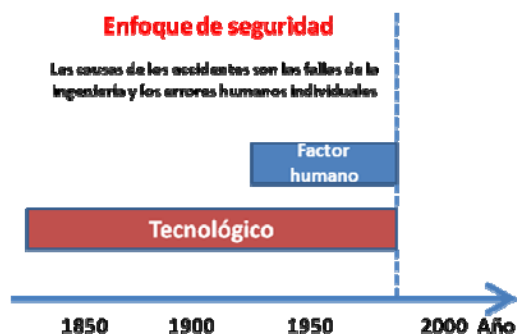 Enfoque de seguridad
Las causas de los accidentes son las fallas de la
ingeniería y los errores humanos individuales
Factor
humano
Tecnológico
1850 1900 1950 2000 Año